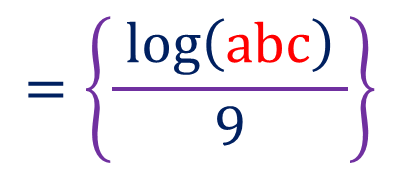 = { log(abc) / 9 }